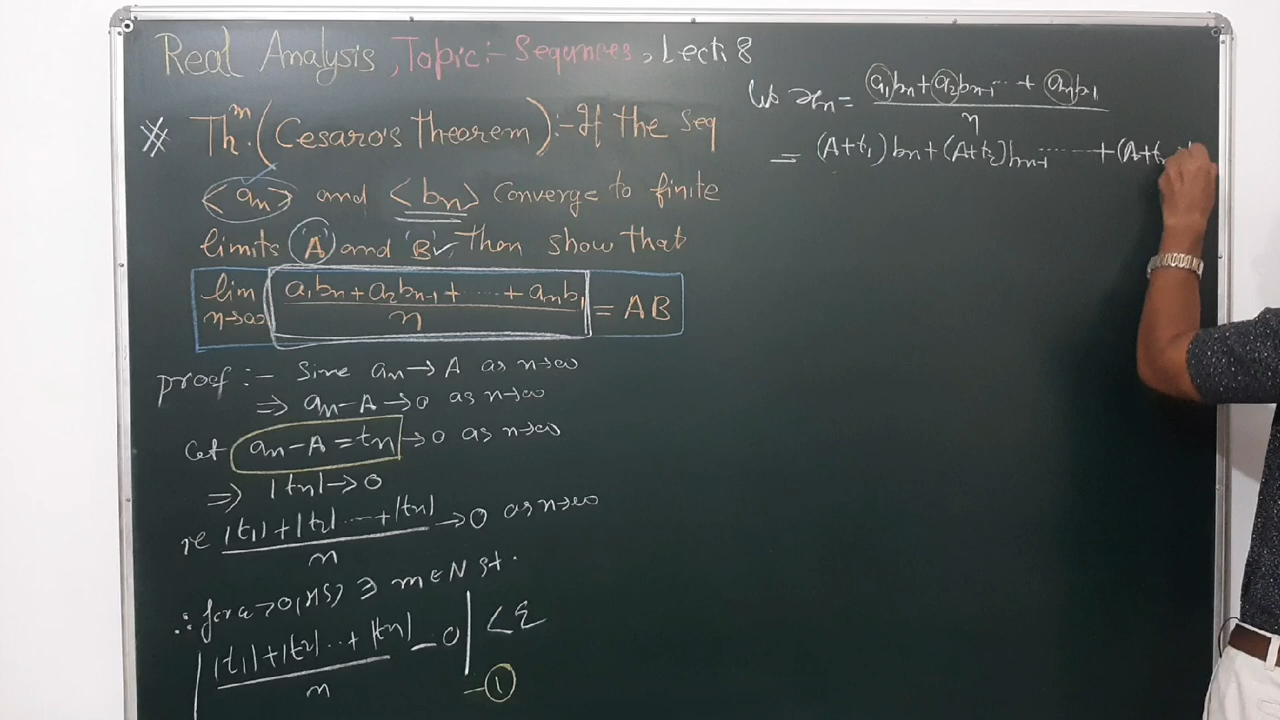 Real Analysis, Topic:- Sequences, Lect: 8
※ Thᵐ. (Cesaro's theorem):- If the seq
<aₙ> and <bₙ> Converge to finite
limits 'A' and 'B', Then show that
lim n→∞ (a₁bₙ+a₂bₙ₋₁+.....+aₙb₁)/n = AB
proof :- Since aₙ→A as n→∞
⇒ aₙ-A→0 as n→∞
Let aₙ-A=tₙ→0 as n→∞
⇒ |tₙ|→0
(|t₁|+|t₂|.....+|tₙ|)/n →0 as n→∞
∴ for ε>0, ∃ m∈N st.
|(|t₁|+|t₂|...+|tₙ|)/n - 0| < ε
-①
Let xₙ= (a₁bₙ+a₂bₙ₋₁...+aₙb₁)/n
= (A+t₁)bₙ+(A+t₂)bₙ₋₁.......+(A+tₙ